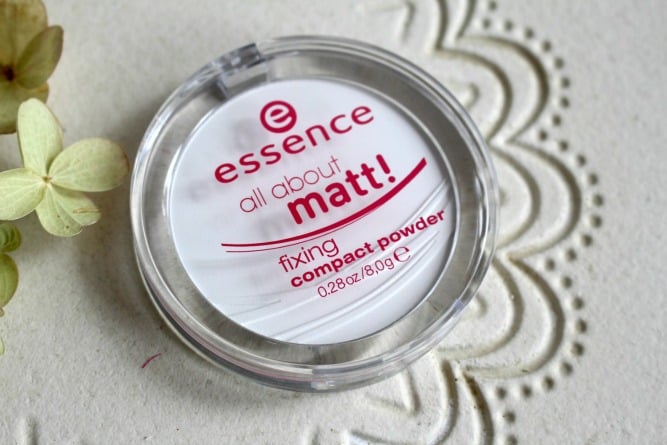 e
essence
all about
matt!
fixing
compact powder
0.28oz/8,0g ℮